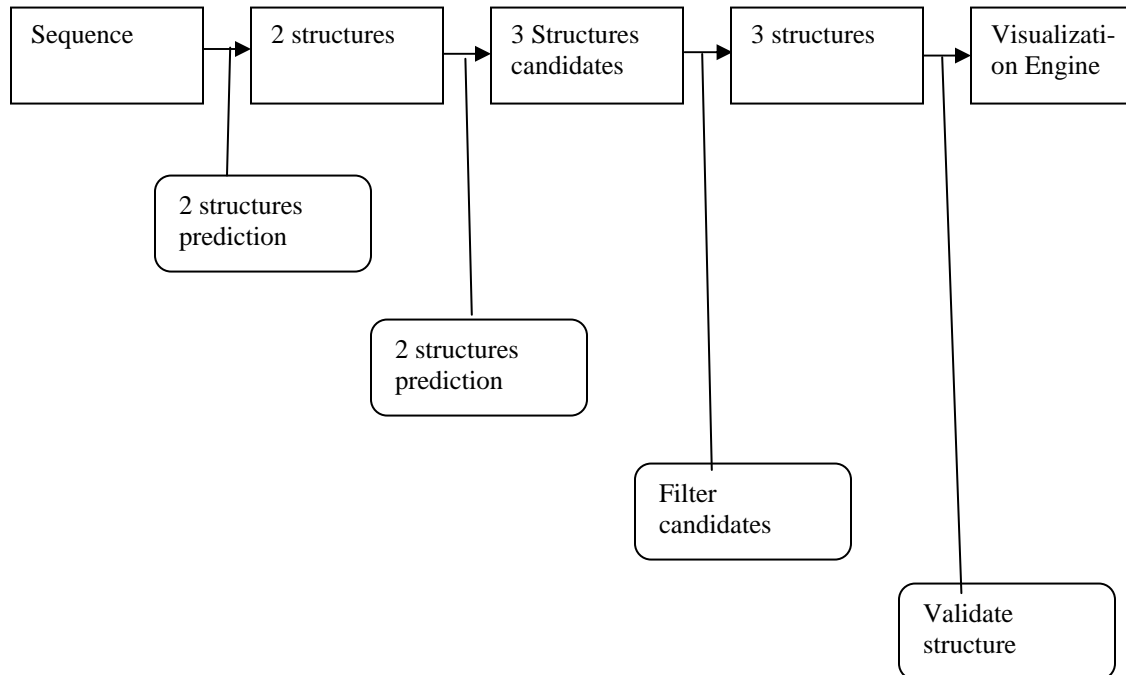 Sequence
2 structures
3 Structures
candidates
3 structures
Visualizati-
on Engine
2 structures
prediction
2 structures
prediction
Filter
candidates
Validate
structure